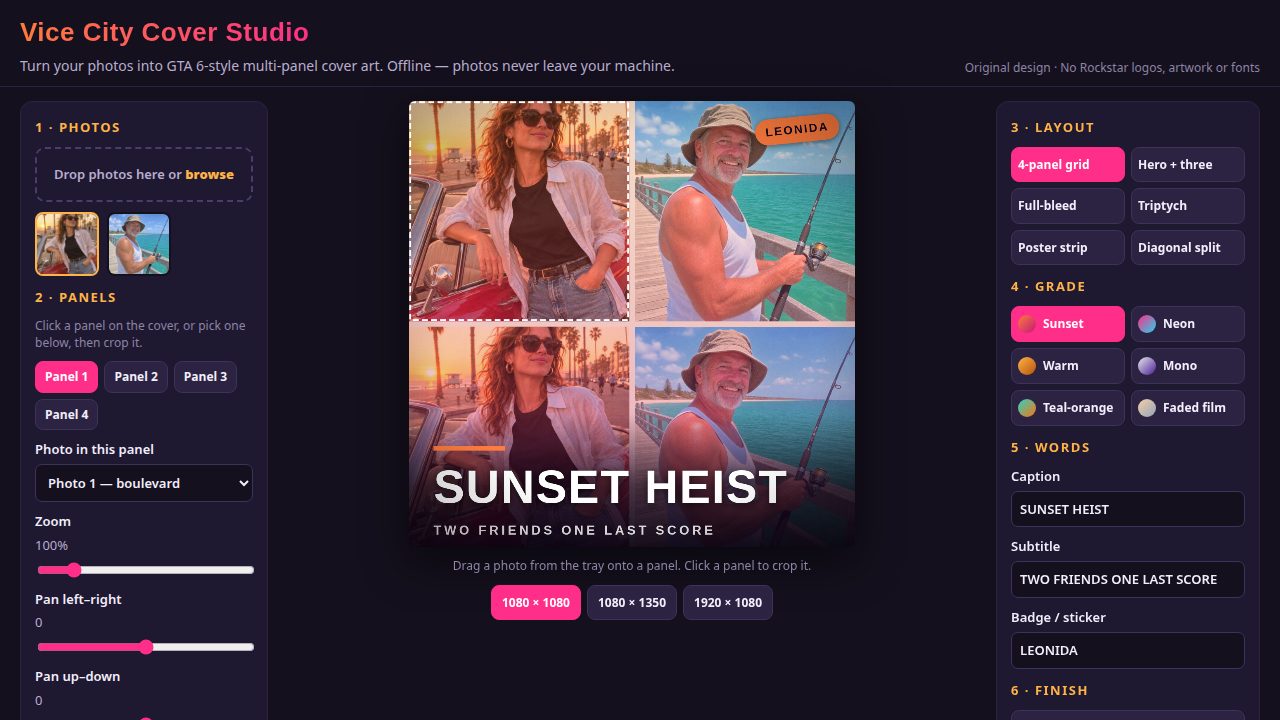 Vice City Cover Studio
Turn your photos into GTA 6-style multi-panel cover art. Offline — photos never leave your machine.
Original design · No Rockstar logos, artwork or fonts
1 · PHOTOS
Drop photos here or browse
2 · PANELS
Click a panel on the cover, or pick one
below, then crop it.
Panel 1
Panel 2
Panel 3
Panel 4
Photo in this panel
Photo 1 — boulevard
Zoom
100%
Pan left–right
0
Pan up–down
0
LEONIDA
SUNSET HEIST
TWO FRIENDS ONE LAST SCORE
Drag a photo from the tray onto a panel. Click a panel to crop it.
1080 × 1080
1080 × 1350
1920 × 1080
3 · LAYOUT
4-panel grid
Hero + three
Full-bleed
Triptych
Poster strip
Diagonal split
4 · GRADE
Sunset
Neon
Warm
Mono
Teal-orange
Faded film
5 · WORDS
Caption
SUNSET HEIST
Subtitle
TWO FRIENDS ONE LAST SCORE
Badge / sticker
LEONIDA
6 · FINISH